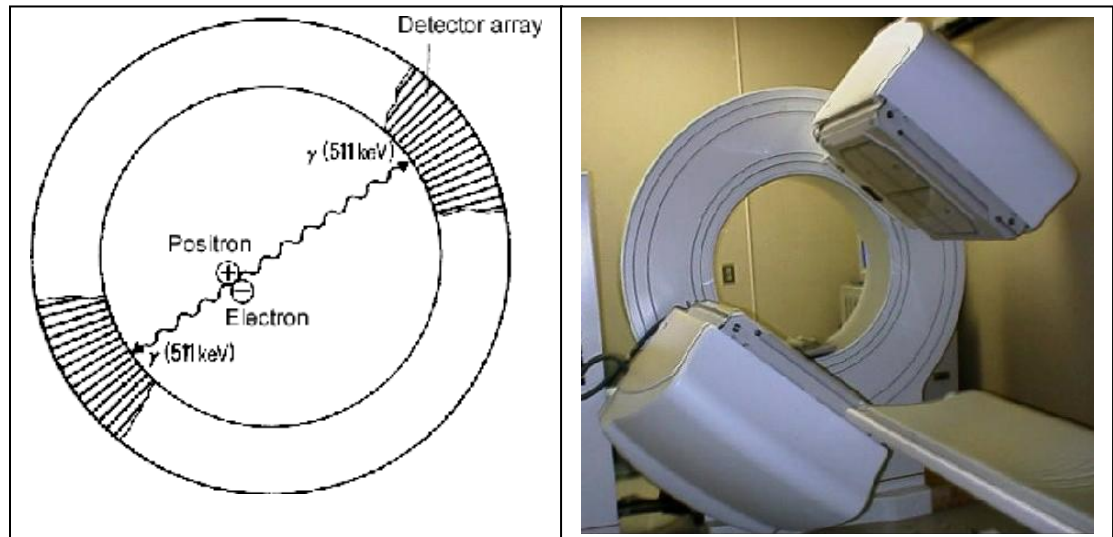 Detector array
γ (511 keV)
Positron
+
−
Electron
γ (511 keV)